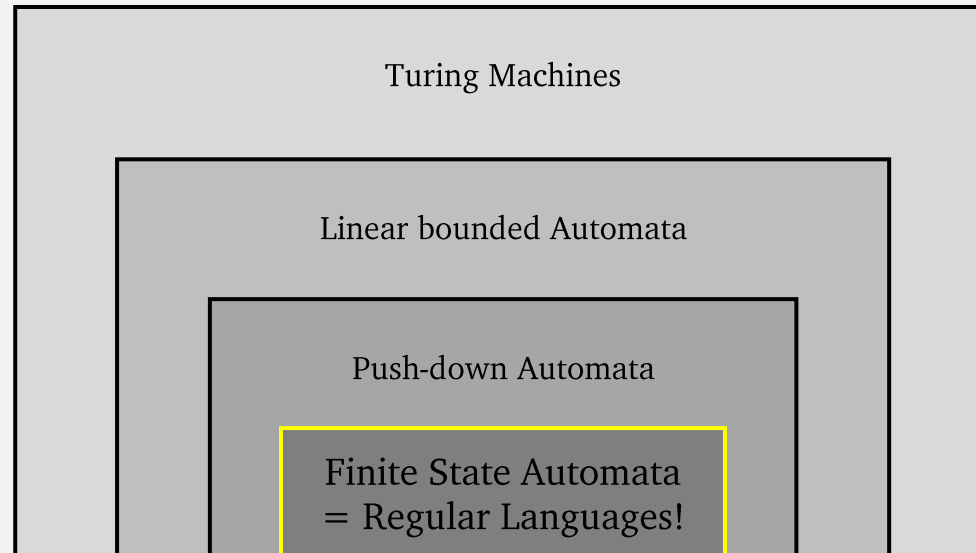 Turing Machines
Linear bounded Automata
Push-down Automata
Finite State Automata
= Regular Languages!